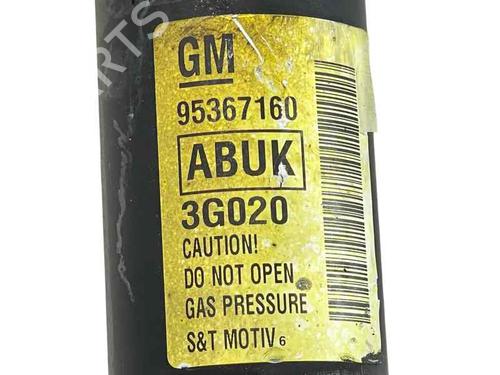 GM
95367160
ABUK
3G020
CAUTION!
DO NOT OPEN
GAS PRESSURE
S&T MOTIV 6